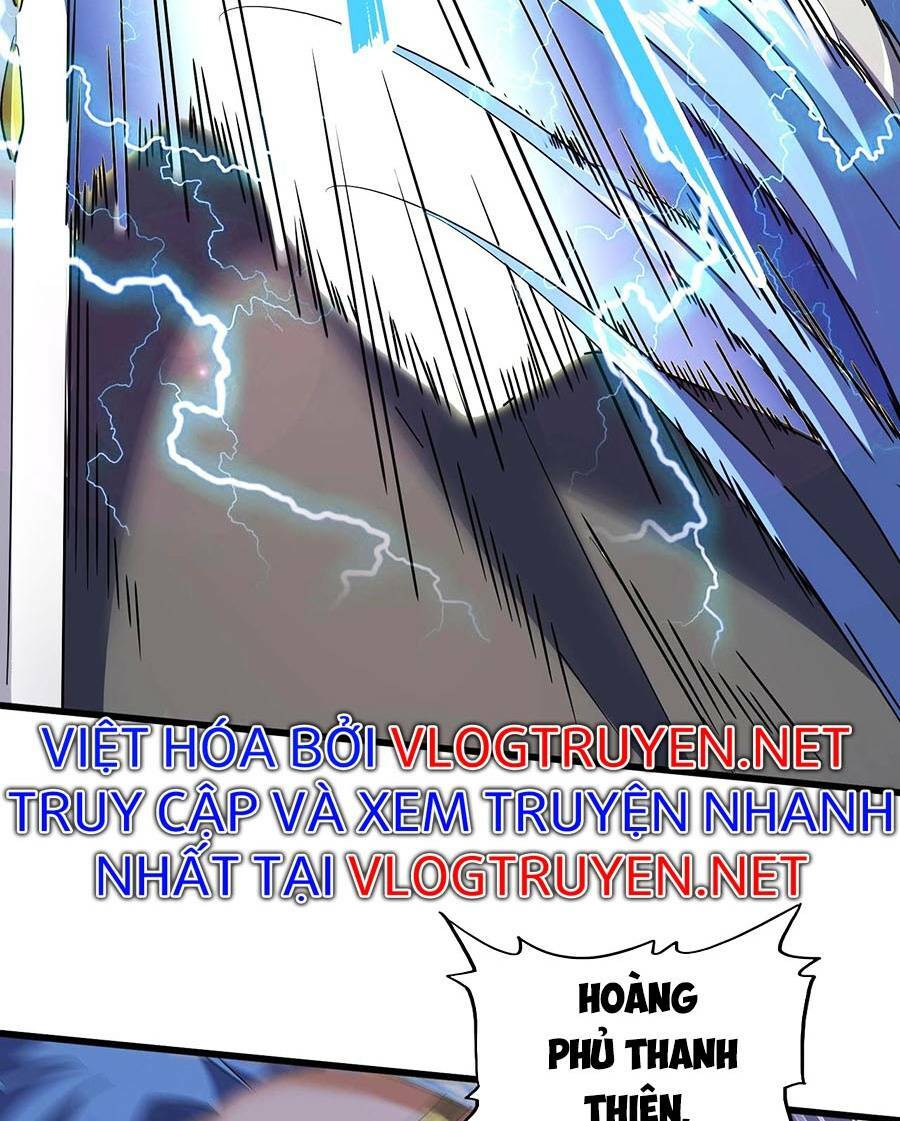 VIỆT HÓA BỞI VLOGTRUYEN.NET
TRUY CẬP VÀ XEM TRUYỆN NHANH
NHẤT TẠI VLOGTRUYEN.NET
HOÀNG
PHỦ THANH
THIÊN,